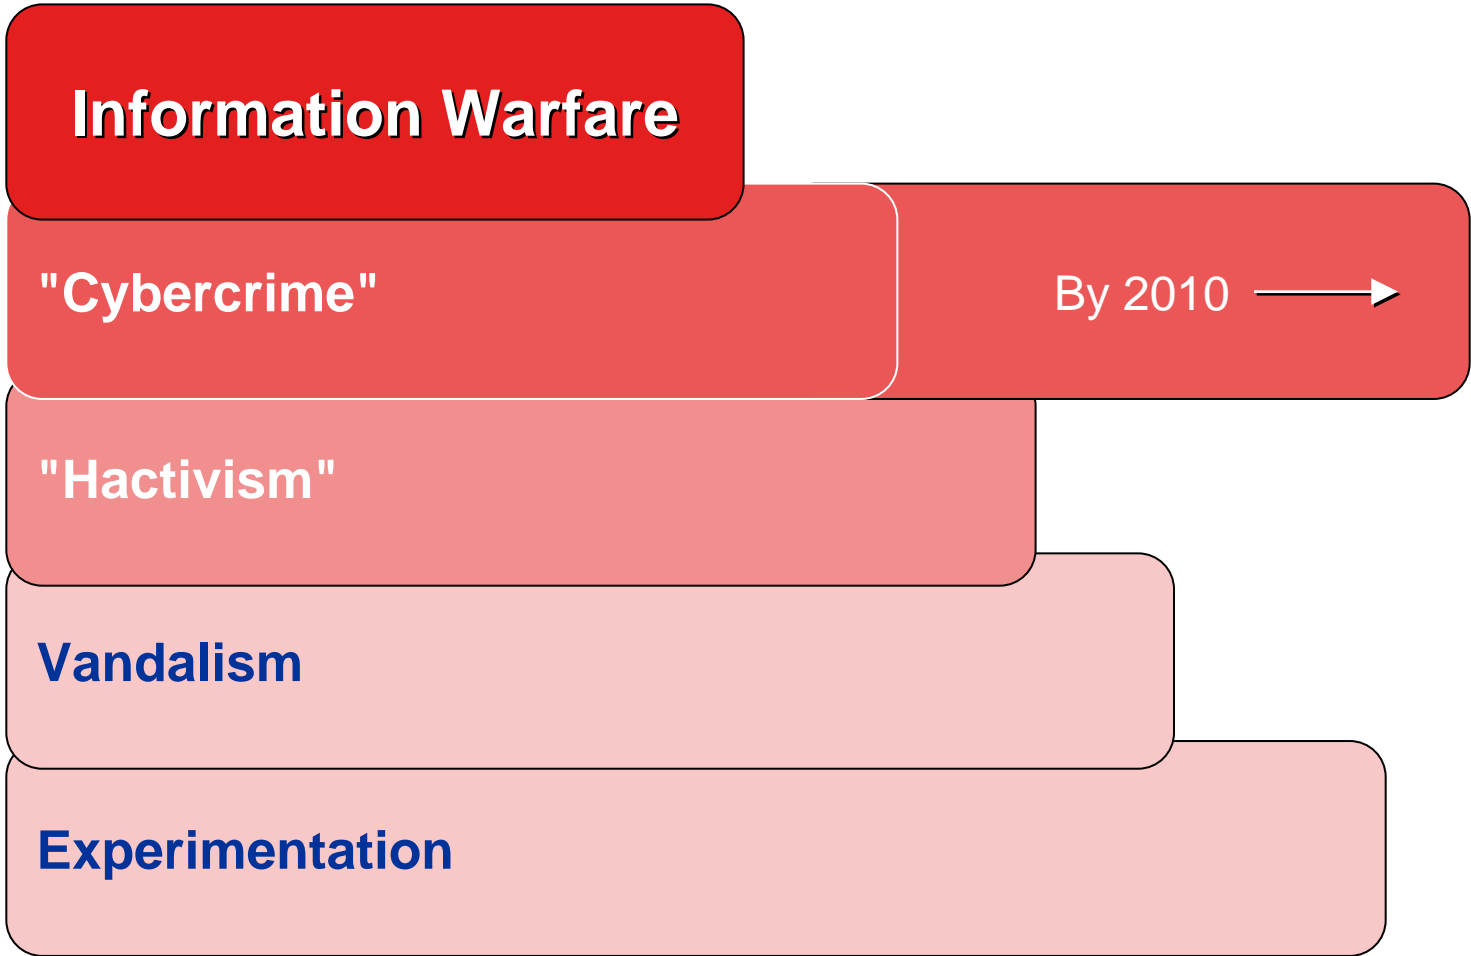 Information Warfare
"Cybercrime"
By 2010
"Hactivism"
Vandalism
Experimentation